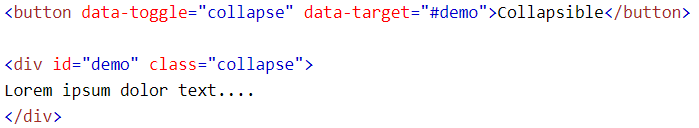 <button data-toggle="collapse" data-target="#demo">Collapsible</button>
<div id="demo" class="collapse">
Lorem ipsum dolor text....
</div>